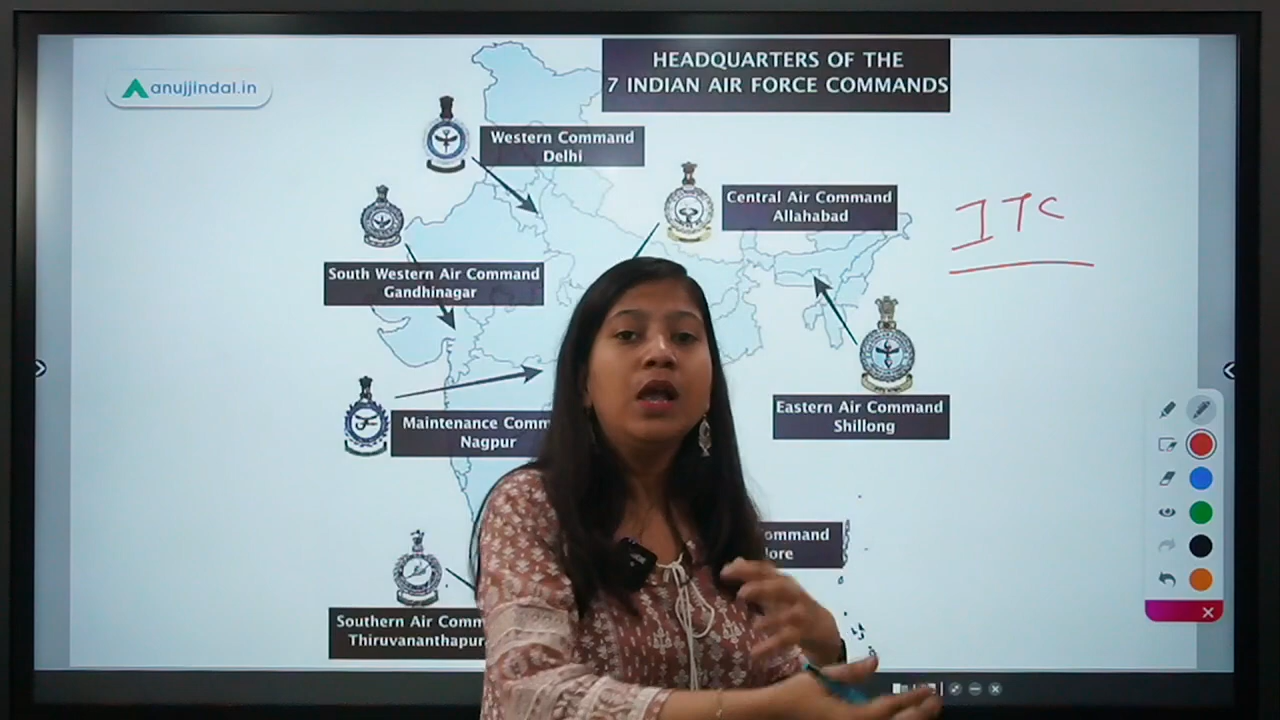 anujjindal.in
HEADQUARTERS OF THE
7 INDIAN AIR FORCE COMMANDS
Western Command
Delhi
Central Air Command
Allahabad
ITC
South Western Air Command
Gandhinagar
Maintenance Comm
Nagpur
Eastern Air Command
Shillong
ommand
lore
Southern Air Comm
Thiruvananthapur